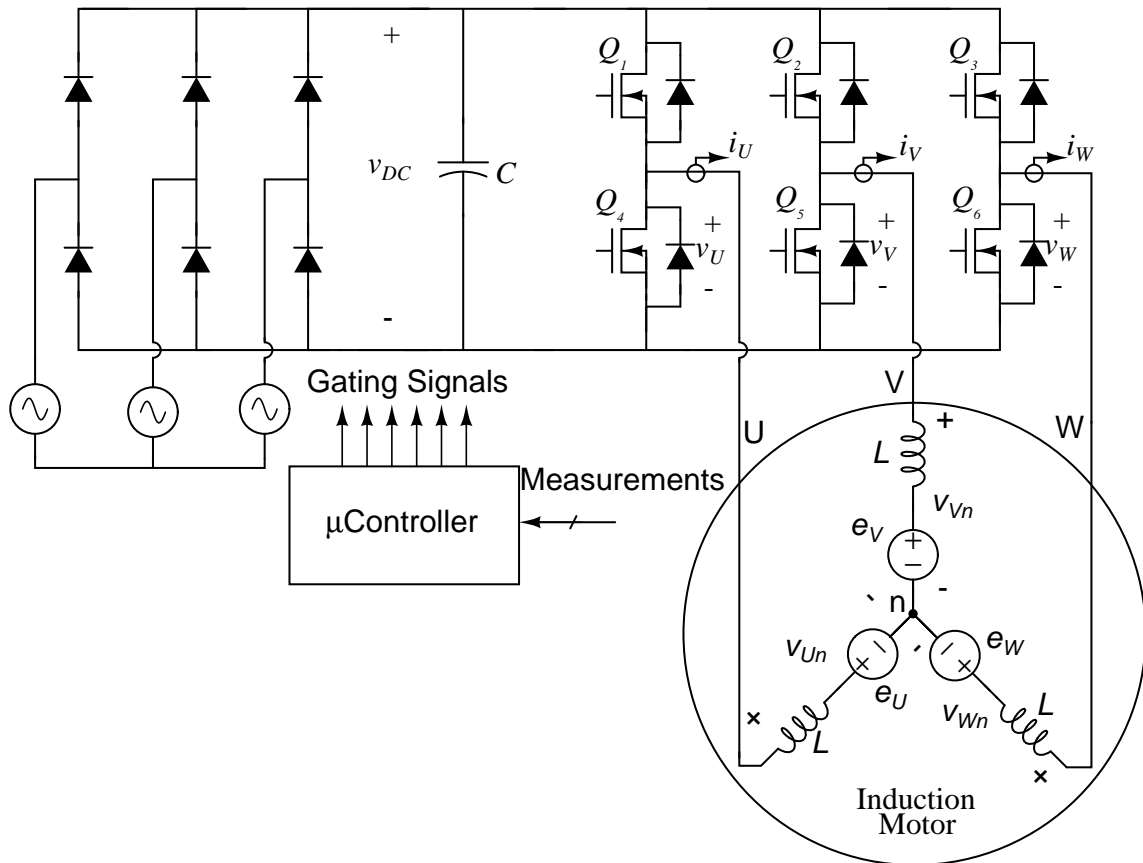 +
Q1
Q2
Q3
iU
iV
iW
vDC
C
Q4
Q5
Q6
+
vU
-
+
vV
-
+
vW
-
-
Gating Signals
Measurements
μController
V
U
W
+
L
vVn
eV
+
−
-
n
vUn
eU
eW
vWn
L
L
Induction
Motor